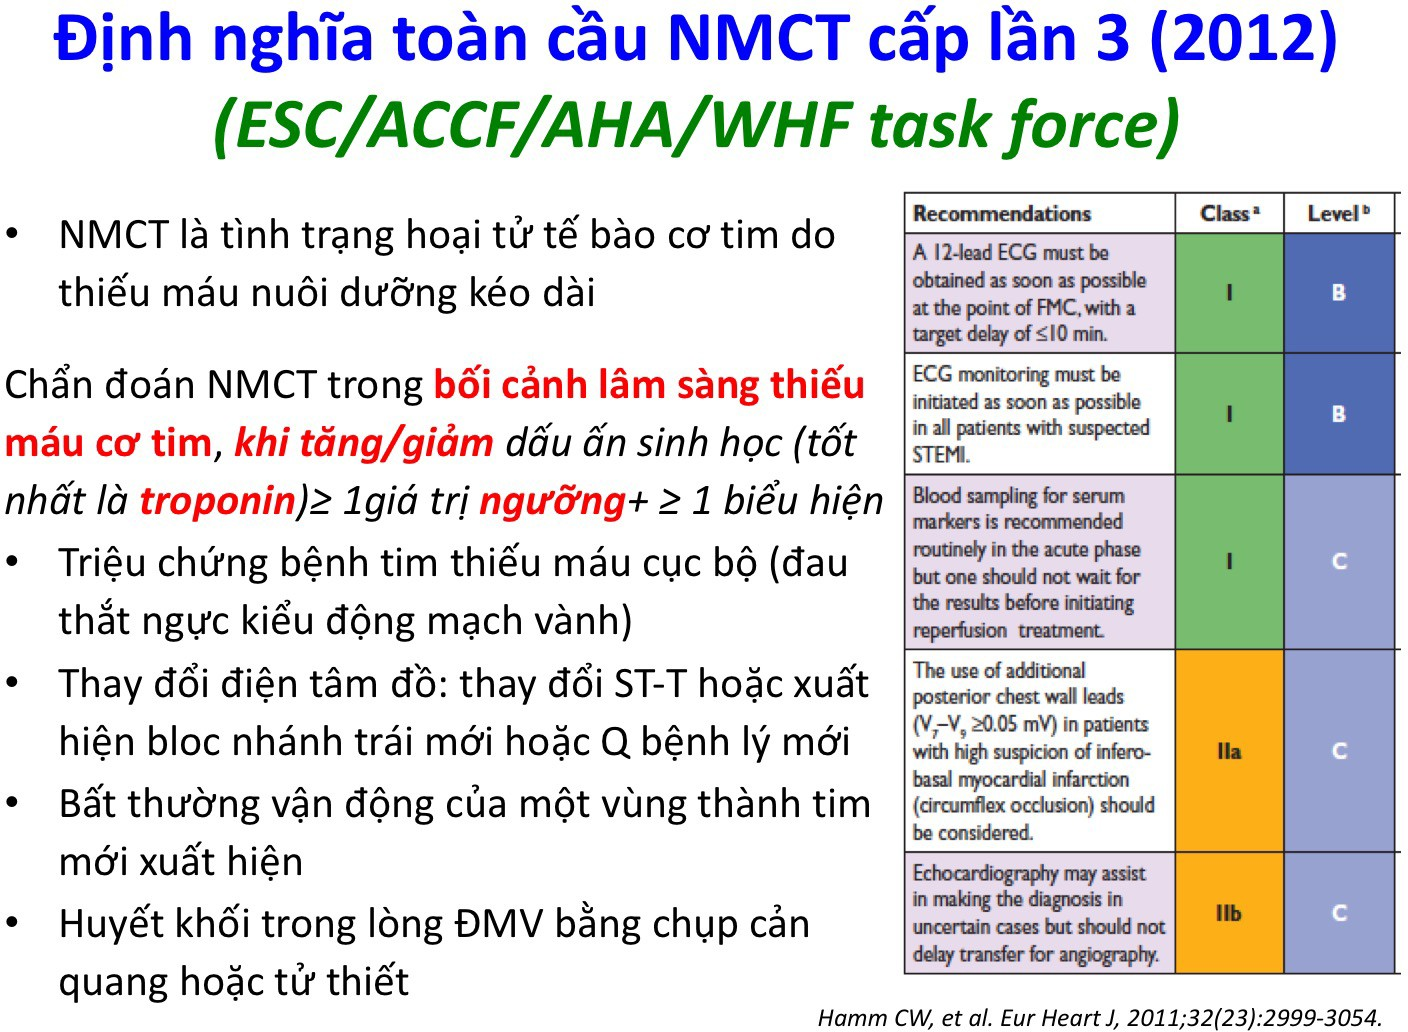 Định nghĩa toàn cầu NMCT cấp lần 3 (2012)
(ESC/ACCF/AHA/WHF task force)
• NMCT là tình trạng hoại tử tế bào cơ tim do
thiếu máu nuôi dưỡng kéo dài
Chẩn đoán NMCT trong bối cảnh lâm sàng thiếu
máu cơ tim, khi tăng/giảm dấu ấn sinh học (tốt
nhất là troponin)≥ 1giá trị ngưỡng+ ≥ 1 biểu hiện
• Triệu chứng bệnh tim thiếu máu cục bộ (đau
thắt ngực kiểu động mạch vành)
• Thay đổi điện tâm đồ: thay đổi ST-T hoặc xuất
hiện bloc nhánh trái mới hoặc Q bệnh lý mới
• Bất thường vận động của một vùng thành tim
mới xuất hiện
• Huyết khối trong lòng ĐMV bằng chụp cản
quang hoặc tử thiết
Recommendations Class a Level b
A 12-lead ECG must be
obtained as soon as possible
at the point of FMC, with a
target delay of ≤10 min.
I B
ECG monitoring must be
initiated as soon as possible
in all patients with suspected
STEMI.
I B
Blood sampling for serum
markers is recommended
routinely in the acute phase
but one should not wait for
the results before initiating
reperfusion treatment.
I C
The use of additional
posterior chest wall leads
(V7–V9 ≥0.05 mV) in patients
with high suspicion of infero-
basal myocardial infarction
(circumflex occlusion) should
be considered.
IIa C
Echocardiography may assist
in making the diagnosis in
uncertain cases but should not
delay transfer for angiography.
IIb C
Hamm CW, et al. Eur Heart J, 2011;32(23):2999-3054.